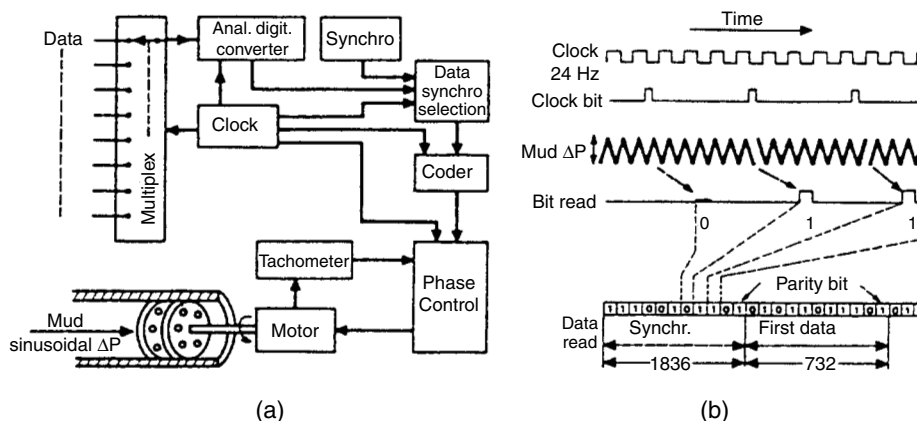 Data
Multiplex
Anal. digit.
converter
Synchro
Clock
Data
synchro
selection
Coder
Tachometer
Phase
Control
Motor
Mud
sinusoidal ΔP
(a)
Time
Clock
24 Hz
Clock bit
Mud ΔP
Bit read
0 1 1
Parity bit
Data
read
Synchr. First data
1836 732
(b)